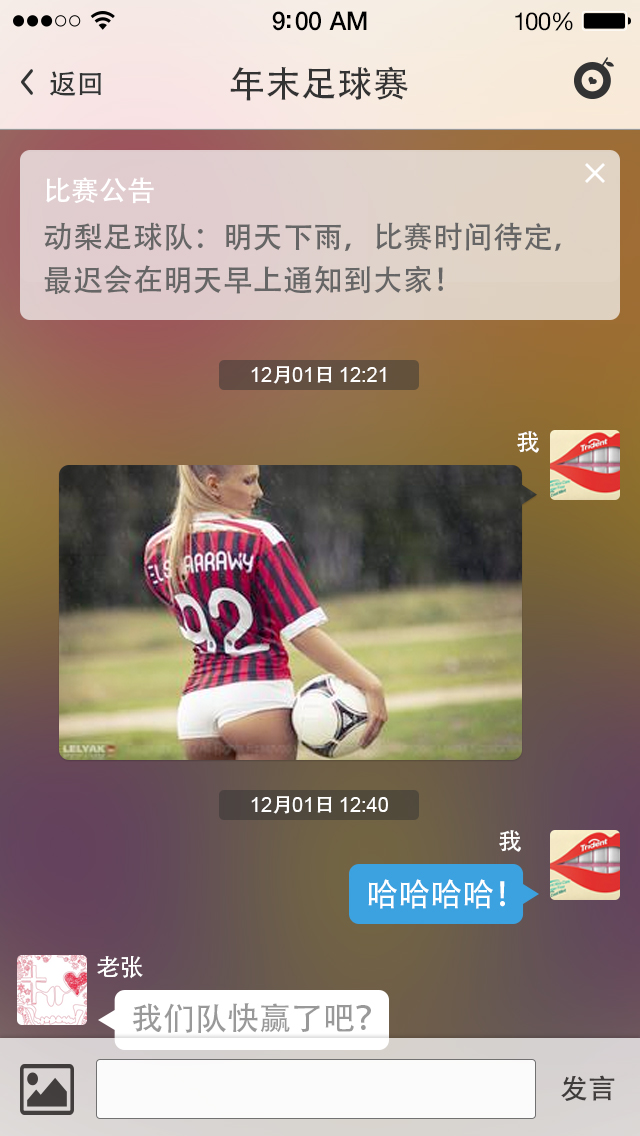 9:00 AM
100%
返回
年末足球赛
比赛公告
动梨足球队：明天下雨，比赛时间待定，
最迟会在明天早上通知到大家！
12月01日 12:21
我
Trident
92
LELYAK
12月01日 12:40
我
Trident
哈哈哈哈！
老张
我们队快赢了吧？
发言